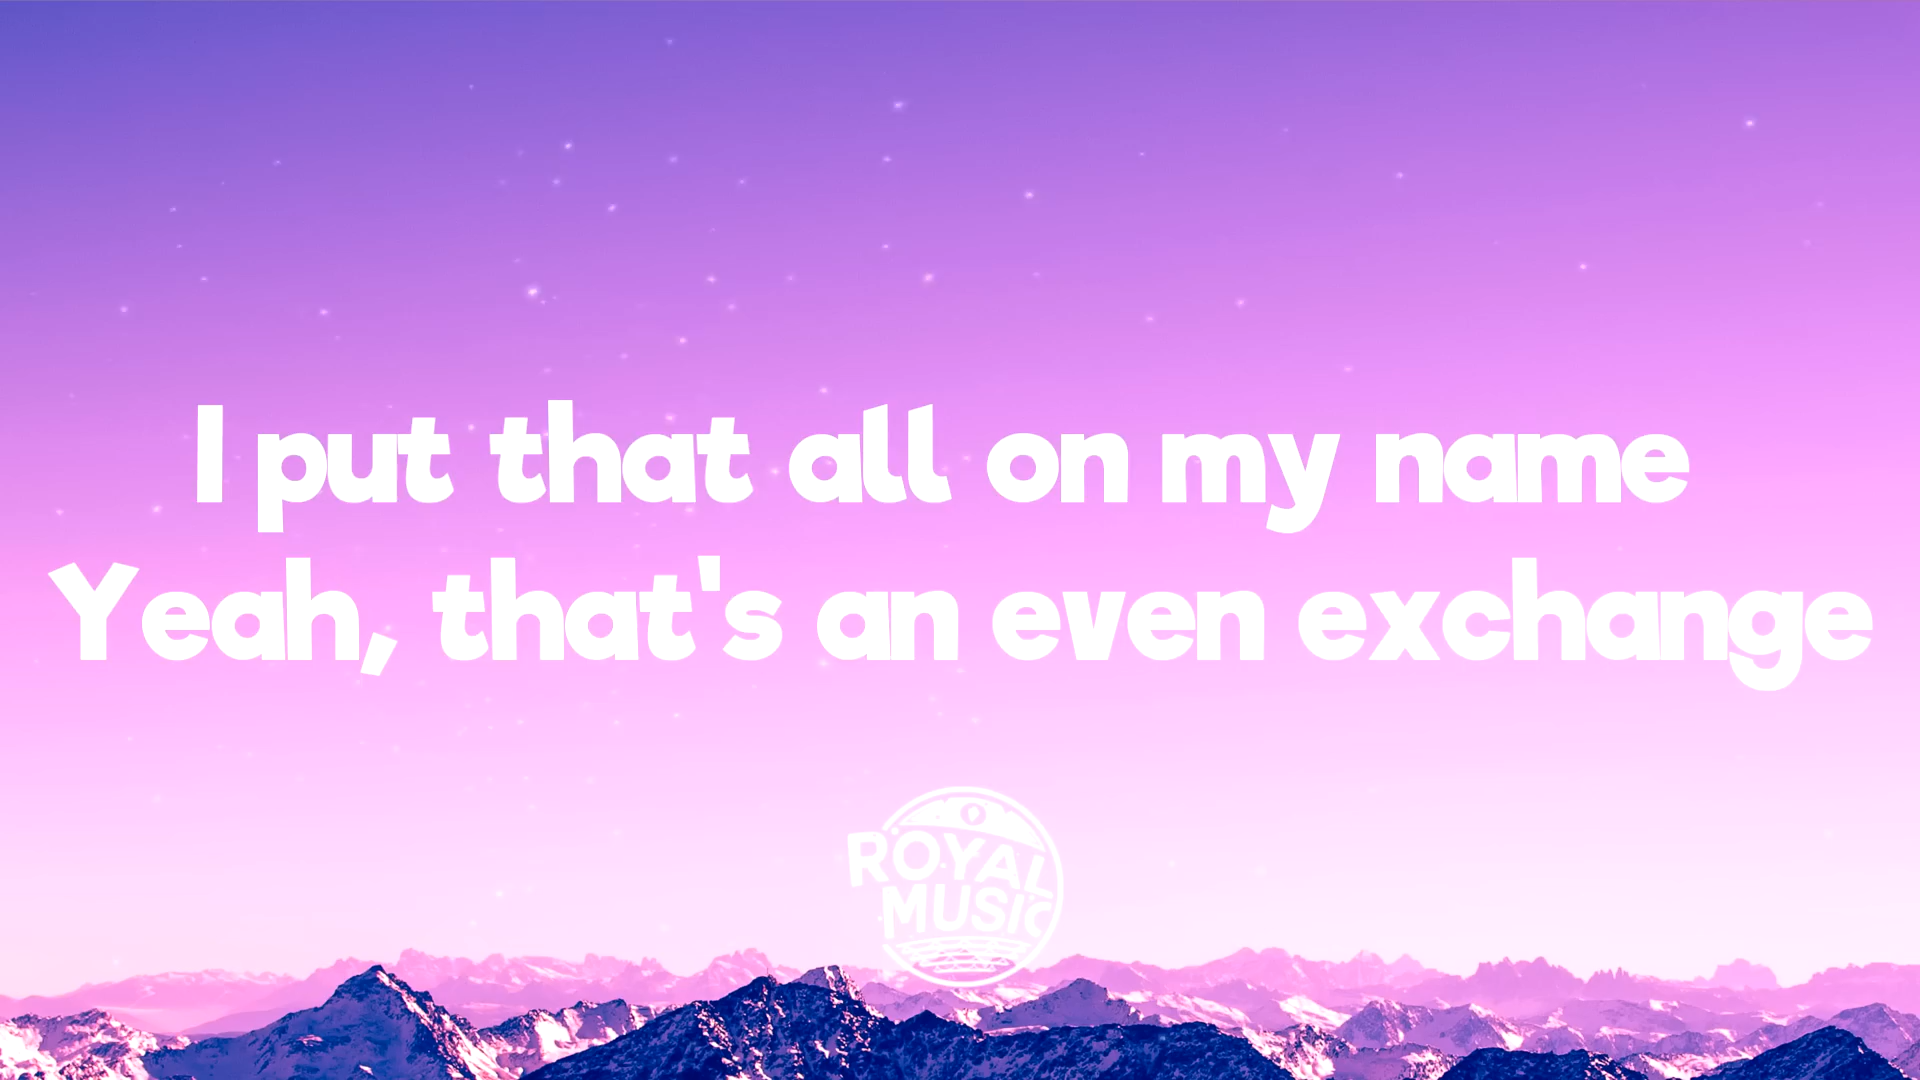 I put that all on my name
Yeah, that's an even exchange
ROYAL
MUSIC